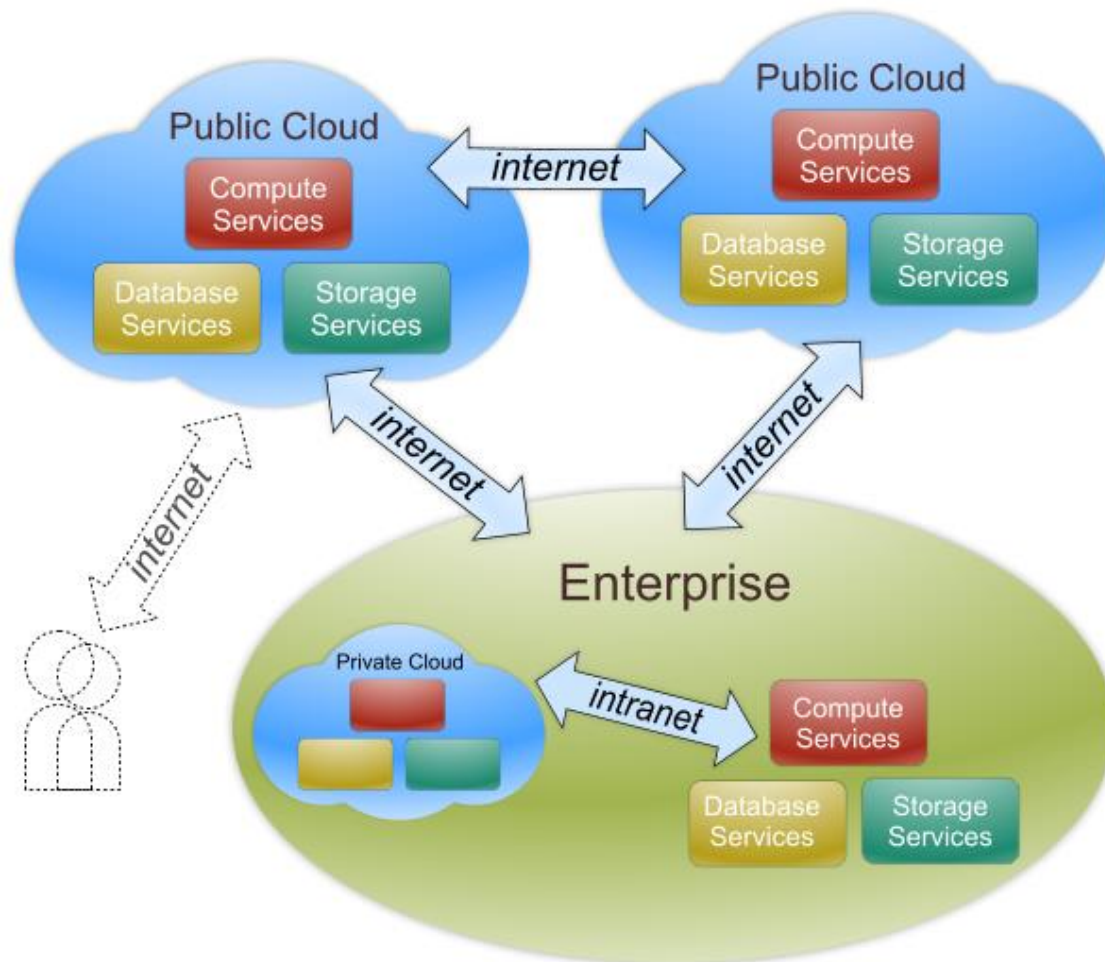 Public Cloud
Compute
Services
Database
Services
Storage
Services
internet
Public Cloud
Compute
Services
Database
Services
Storage
Services
internet
internet
internet
Enterprise
Private Cloud
intranet
Compute
Services
Database
Services
Storage
Services